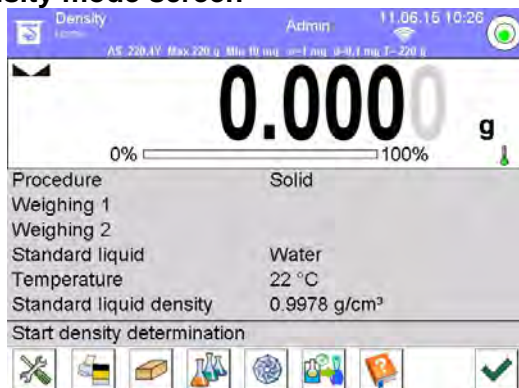 Density mode screen
Density Admin 11.06.15 10:26
Home
AS 220.4Y Max 220 g Min 10 mg e=1 mg d=0.1 mg T=-220 g
0.0000 g
0% 100%
Procedure Solid
Weighing 1
Weighing 2
Standard liquid Water
Temperature 22 °C
Standard liquid density 0.9978 g/cm³
Start density determination